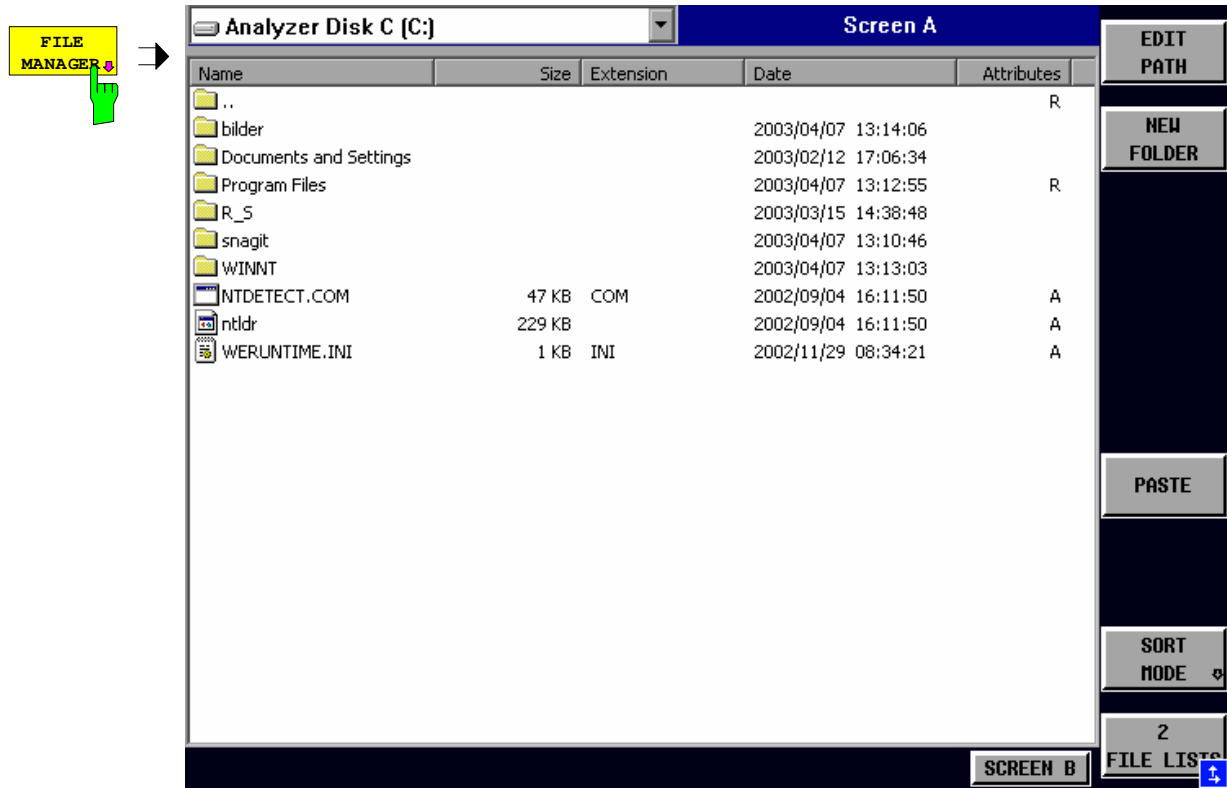 FILE
MANAGER
Analyzer Disk C (C:)
Screen A
Name Size Extension Date Attributes
.. R
bilder 2003/04/07 13:14:06
Documents and Settings 2003/02/12 17:06:34
Program Files 2003/04/07 13:12:55 R
R_S 2003/03/15 14:38:48
snagit 2003/04/07 13:10:46
WINNT 2003/04/07 13:13:03
NTDETECT.COM 47 KB COM 2002/09/04 16:11:50 A
ntldr 229 KB 2002/09/04 16:11:50 A
WERUNTIME.INI 1 KB INI 2002/11/29 08:34:21 A
EDIT
PATH
NEW
FOLDER
PASTE
SORT
MODE
2
FILE LISTS
SCREEN B